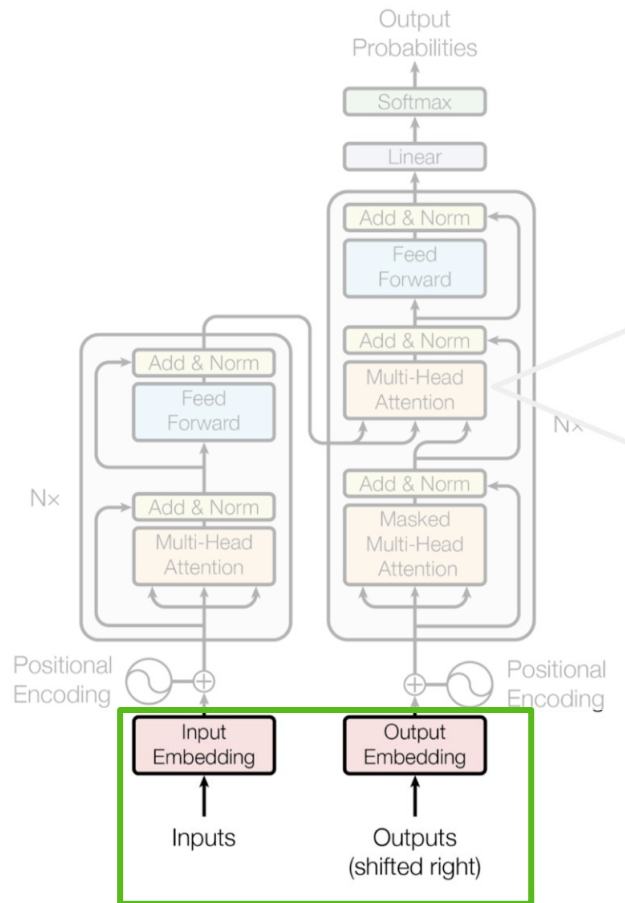 Output
Probabilities
Softmax
Linear
Add & Norm
Feed
Forward
Add & Norm
Multi-Head
Attention
Nx
Add & Norm
Masked
Multi-Head
Attention
Add & Norm
Feed
Forward
Nx
Add & Norm
Multi-Head
Attention
Positional
Encoding
Positional
Encoding
Input
Embedding
Output
Embedding
Inputs
Outputs
(shifted right)